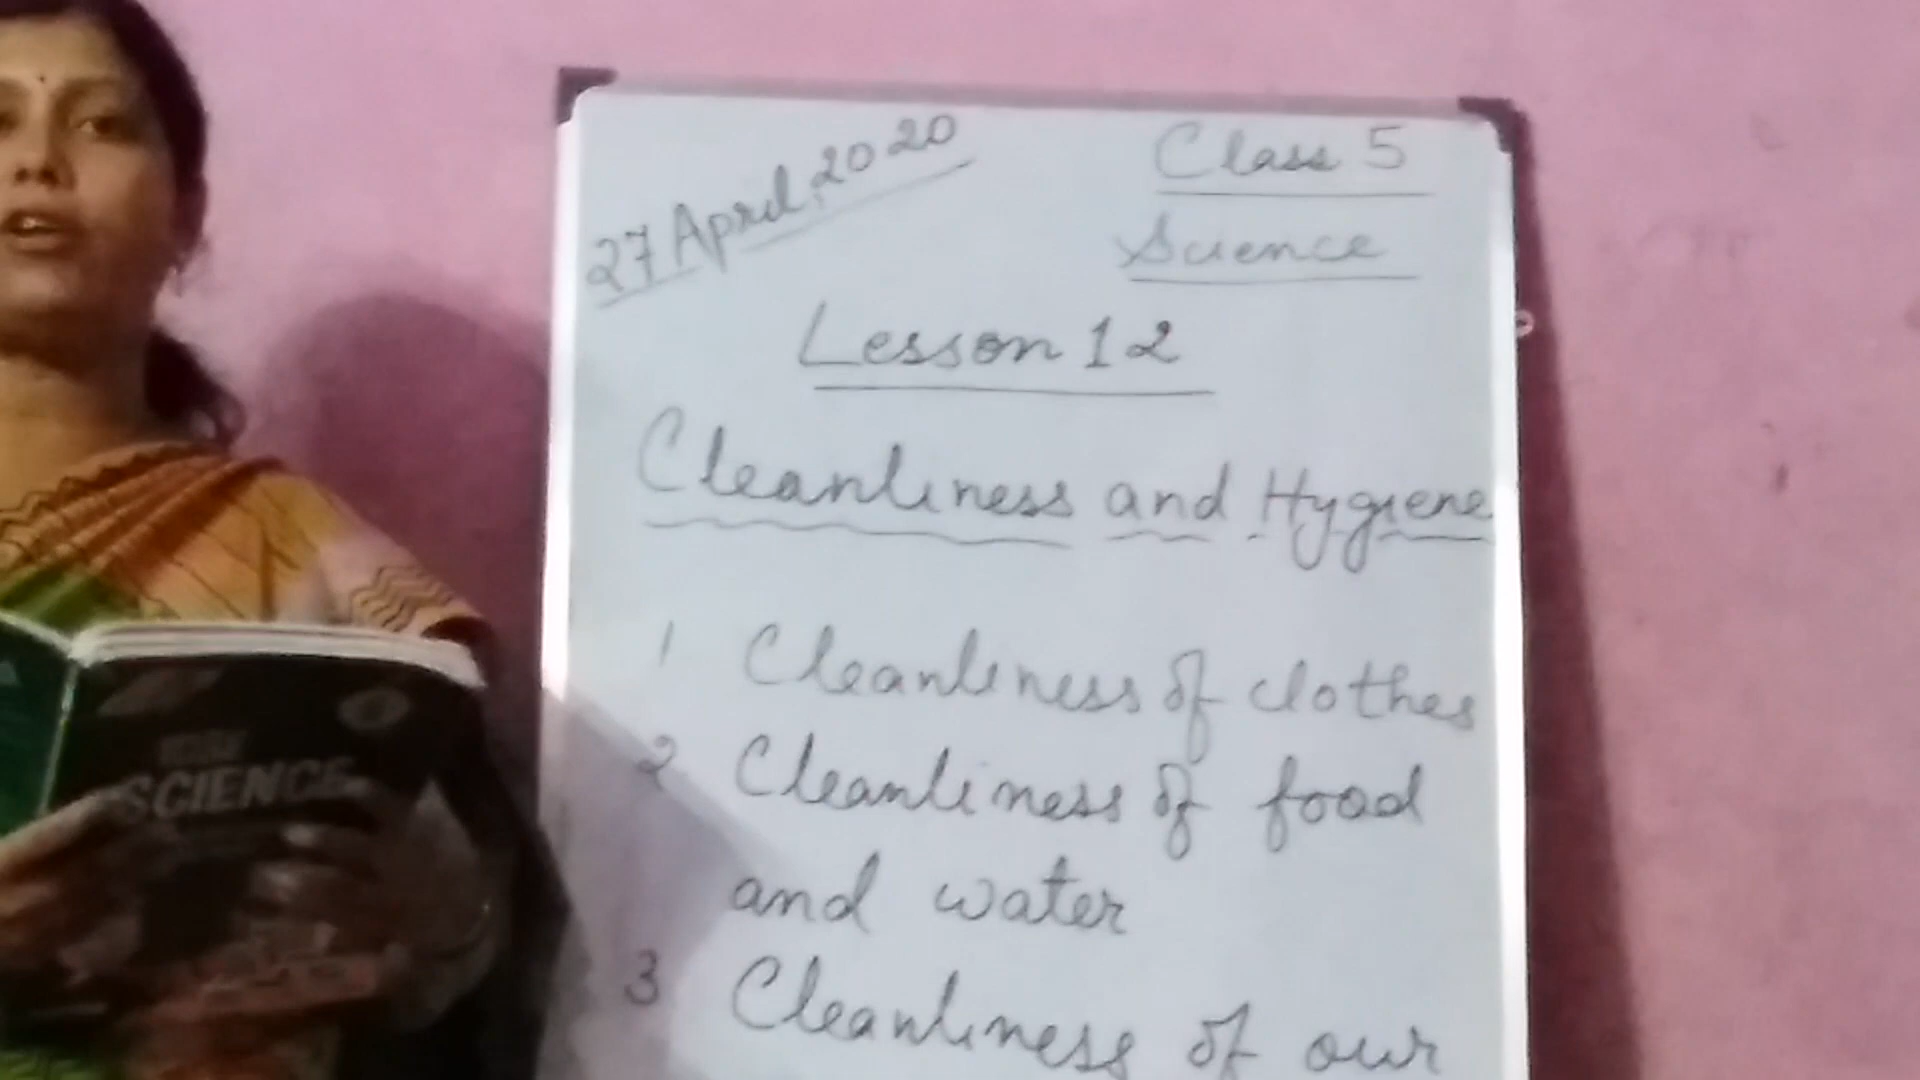 27 April, 2020
Class 5
Science
Lesson 12
Cleanliness and Hygiene
1 Cleanliness of clothes
2 Cleanliness of food
and water
3 Cleanliness of our
SCIENCE